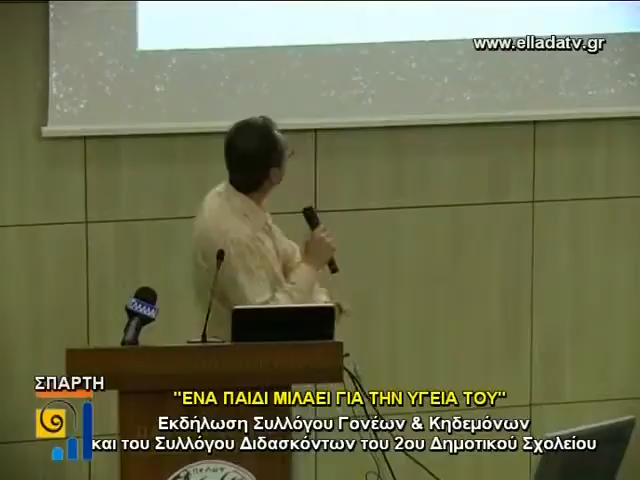 www.elladatv.gr
ΣΠΑΡΤΗ
"ΕΝΑ ΠΑΙΔΙ ΜΙΛΑΕΙ ΓΙΑ ΤΗΝ ΥΓΕΙΑ ΤΟΥ"
Εκδήλωση Συλλόγου Γονέων & Κηδεμόνων
και του Συλλόγου Διδασκόντων του 2ου Δημοτικού Σχολείου